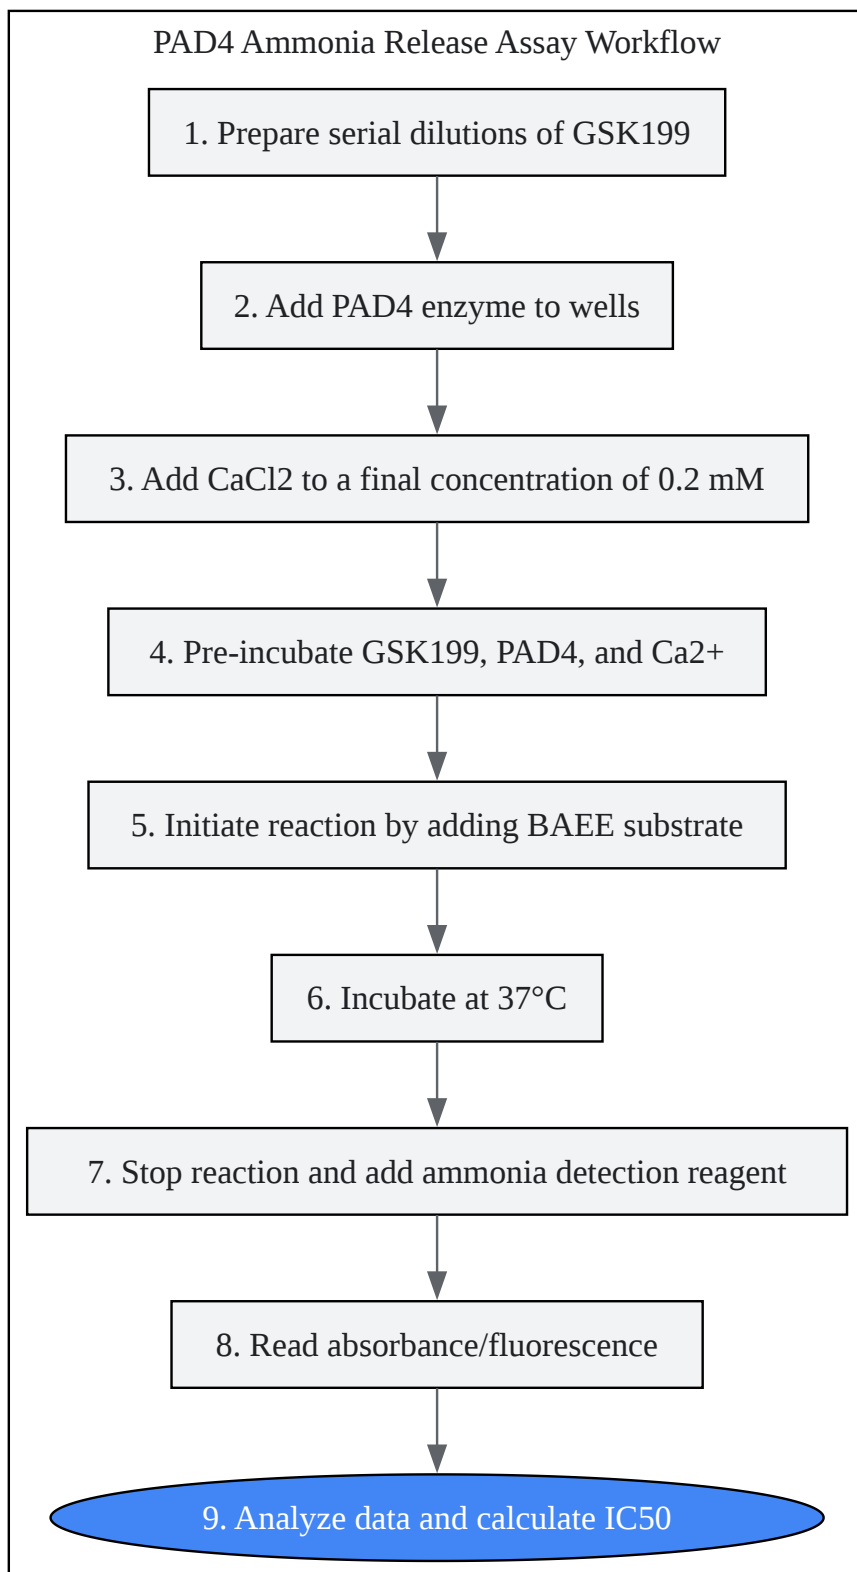 PAD4 Ammonia Release Assay Workflow
1. Prepare serial dilutions of GSK199
2. Add PAD4 enzyme to wells
3. Add CaCl2 to a final concentration of 0.2 mM
4. Pre-incubate GSK199, PAD4, and Ca2+
5. Initiate reaction by adding BAEE substrate
6. Incubate at 37°C
7. Stop reaction and add ammonia detection reagent
8. Read absorbance/fluorescence
9. Analyze data and calculate IC50